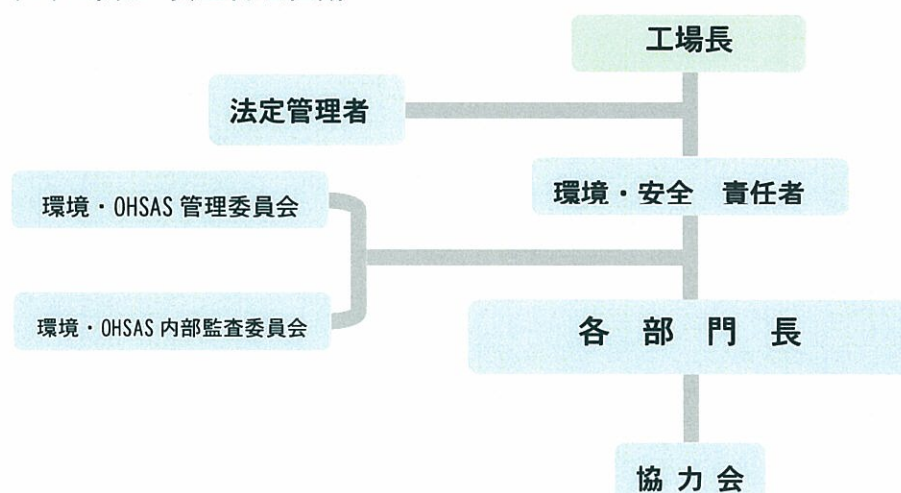 工場長
法定管理者
環境・安全　責任者
環境・OHSAS 管理委員会
環境・OHSAS 内部監査委員会
各　部　門　長
協 力 会